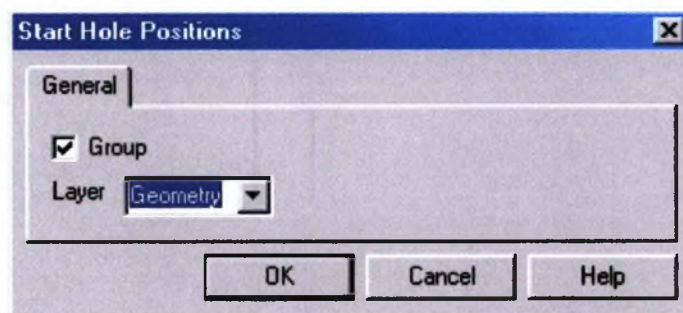 Start Hole Positions
General
Group
Layer Geometry
OK Cancel Help